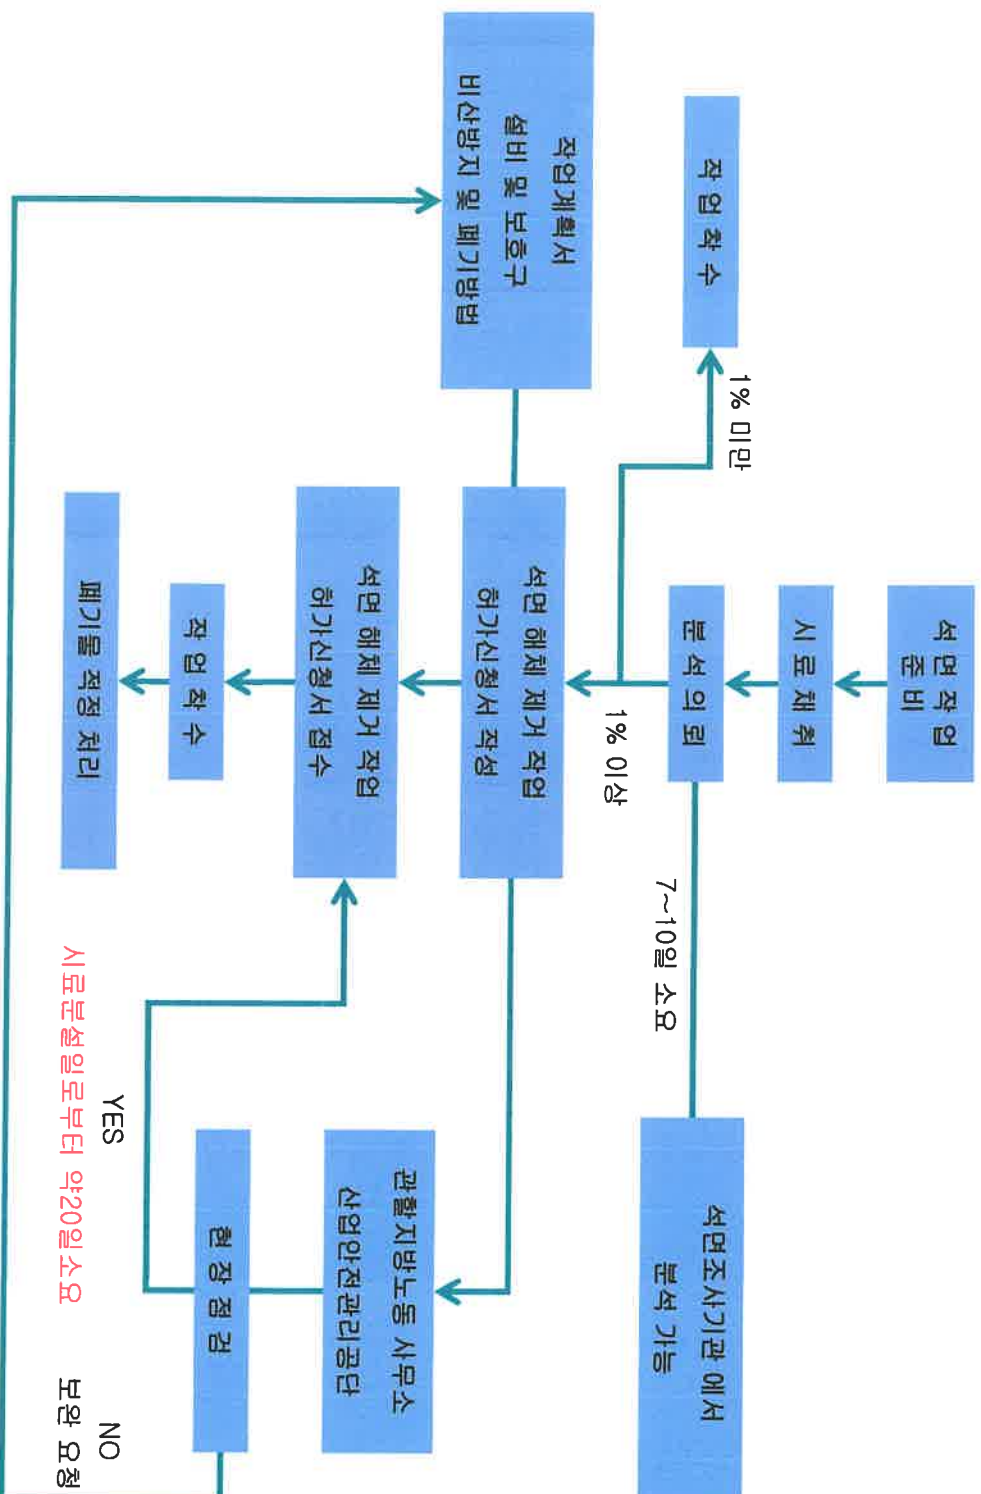 석면작업
준비
시료채취
분석의뢰
7~10일 소요
석면조사기관 에서
분석 가능
1% 미만
작업착수
1% 이상
작업계획서
설비 및 보호구
비산방지 및 폐기방법
석면 해체 제거 작업
허가신청서 작성
관할지방노동 사무소
산업안전관리공단
석면 해체 제거 작업
허가신청서 접수
현장점검
작업착수
YES
NO
보완 요청
폐기물 적정 처리
시료분석일로부터 약20일소요